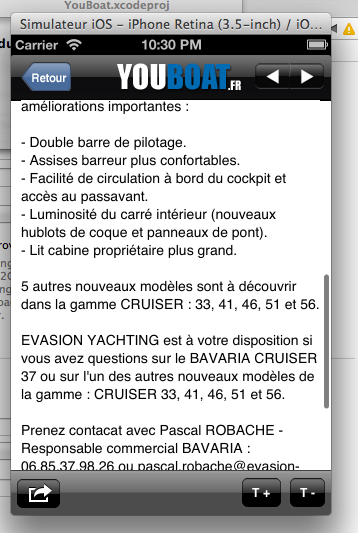 YouBoat.xcodeproj
Simulateur iOS - iPhone Retina (3.5-inch) / iO...
Carrier 10:30 PM
Retour YOUBOAT.FR
améliorations importantes :
- Double barre de pilotage.
- Assises barreur plus confortables.
- Facilité de circulation à bord du cockpit et
accès au passavant.
- Luminosité du carré intérieur (nouveaux
hublots de coque et panneaux de pont).
- Lit cabine propriétaire plus grand.
5 autres nouveaux modèles sont à découvrir
dans la gamme CRUISER : 33, 41, 46, 51 et 56.
EVASION YACHTING est à votre disposition si
vous avez questions sur le BAVARIA CRUISER
37 ou sur l'un des autres nouveaux modèles de
la gamme : CRUISER 33, 41, 46, 51 et 56.
Prenez contacat avec Pascal ROBACHE -
Responsable commercial BAVARIA :
06.85.37.98.26 ou pascal.robache@evasion-
T + T -